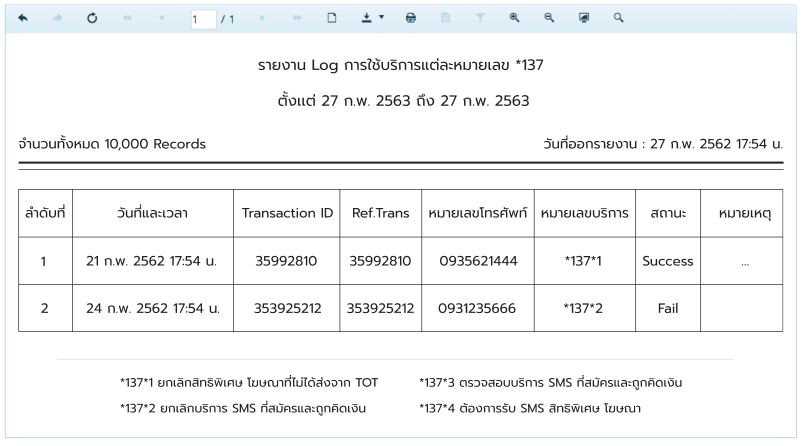 1 / 1
รายงาน Log การใช้บริการแต่ละหมายเลข *137
ตั้งแต่ 27 ก.พ. 2563 ถึง 27 ก.พ. 2563
จำนวนทั้งหมด 10,000 Records วันที่ออกรายงาน : 27 ก.พ. 2562 17:54 น.
ลำดับที่ วันที่และเวลา Transaction ID Ref.Trans หมายเลขโทรศัพท์ หมายเลขบริการ สถานะ หมายเหตุ
1 21 ก.พ. 2562 17:54 น. 35992810 35992810 0935621444 *137*1 Success ...
2 24 ก.พ. 2562 17:54 น. 353925212 353925212 0931235666 *137*2 Fail
*137*1 ยกเลิกสิทธิพิเศษ โฆษณาที่ไม่ได้ส่งจาก TOT *137*3 ตรวจสอบบริการ SMS ที่สมัครและถูกคิดเงิน
*137*2 ยกเลิกบริการ SMS ที่สมัครและถูกคิดเงิน *137*4 ต้องการรับ SMS สิทธิพิเศษ โฆษณา